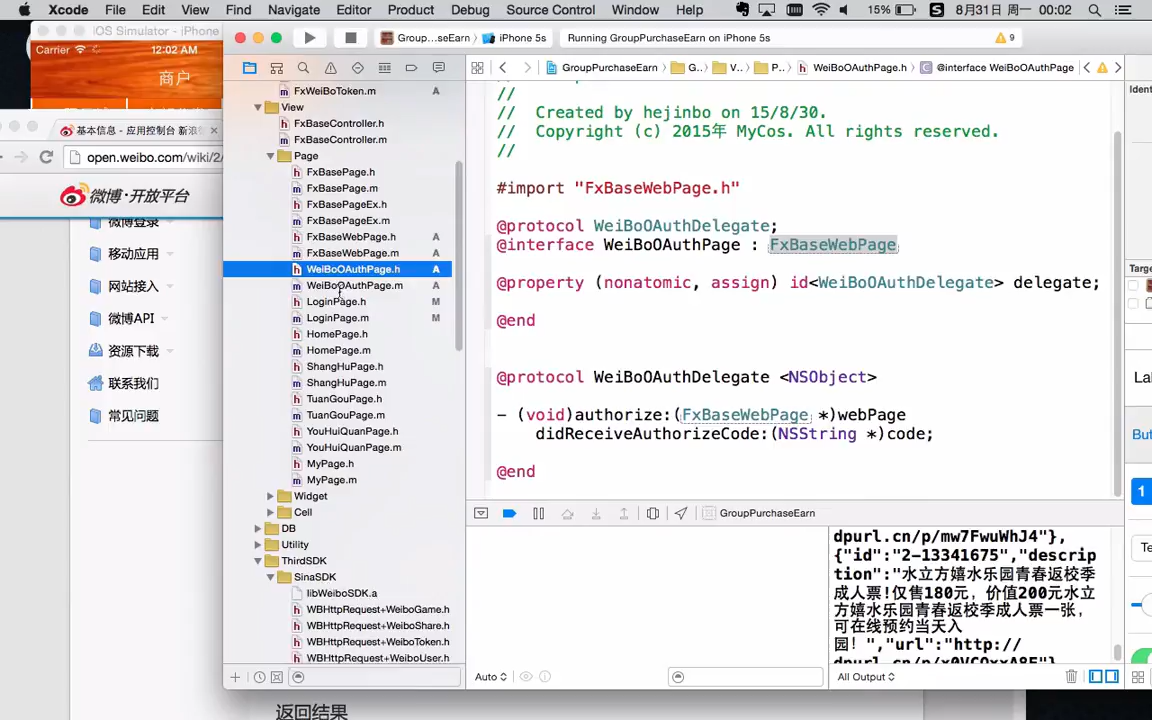 Xcode File Edit View Find Navigate Editor Product Debug Source Control Window Help 15% 8月31日 周一 00:02
iOS Simulator - iPhone
Carrier 12:02 AM
商户
Group...seEarn iPhone 5s Running GroupPurchaseEarn on iPhone 5s 9
GroupPurchaseEarn G... V... P... WeiBoOAuthPage.h @interface WeiBoOAuthPage
Ident
基本信息 - 应用控制台 新浪
open.weibo.com/wiki/2/
微博·开放平台
微博登录
移动应用
网站接入
微博API
资源下载
联系我们
常见问题
返回结果
FxWeiBoToken.m A
View
FxBaseController.h
FxBaseController.m
Page
FxBasePage.h
FxBasePage.m
FxBasePageEx.h
FxBasePageEx.m
FxBaseWebPage.h A
FxBaseWebPage.m A
WeiBoOAuthPage.h A
WeiBoOAuthPage.m A
LoginPage.h M
LoginPage.m M
HomePage.h
HomePage.m
ShangHuPage.h
ShangHuPage.m
TuanGouPage.h
TuanGouPage.m
YouHuiQuanPage.h
YouHuiQuanPage.m
MyPage.h
MyPage.m
Widget
Cell
DB
Utility
ThirdSDK
SinaSDK
libWeiboSDK.a
WBHttpRequest+WeiboGame.h
WBHttpRequest+WeiboShare.h
WBHttpRequest+WeiboToken.h
WBHttpRequest+WeiboUser.h
//
// Created by hejinbo on 15/8/30.
// Copyright (c) 2015年 MyCos. All rights reserved.
//
#import "FxBaseWebPage.h"
@protocol WeiBoOAuthDelegate;
@interface WeiBoOAuthPage : FxBaseWebPage
@property (nonatomic, assign) id<WeiBoOAuthDelegate> delegate;
@end
@protocol WeiBoOAuthDelegate <NSObject>
- (void)authorize:(FxBaseWebPage *)webPage
didReceiveAuthorizeCode:(NSString *)code;
@end
GroupPurchaseEarn
dpurl.cn/p/mw7FwuWhJ4"},
{"id":"2-13341675","descrip
tion":"水立方嬉水乐园青春返校季
成人票!仅售180元，价值200元水立
方嬉水乐园青春返校季成人票一张，
可在线预约当天入
园！","url":"http://
Auto All Output
Targe
Lal
But
1
Te